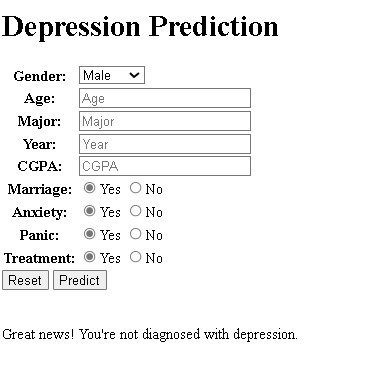 Depression Prediction
Gender: Male
Age: Age
Major: Major
Year: Year
CGPA: CGPA
Marriage: Yes No
Anxiety: Yes No
Panic: Yes No
Treatment: Yes No
Reset Predict
Great news! You're not diagnosed with depression.